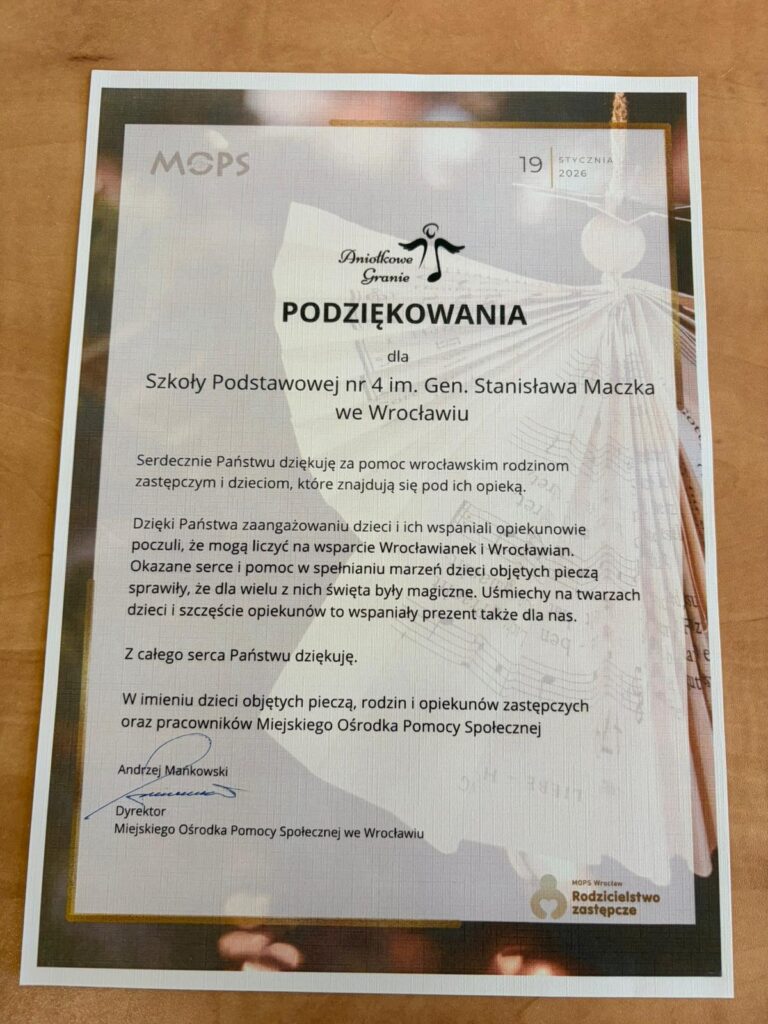 MOPS
19 STYCZNIA
2026
Aniołkowe
Granie
PODZIĘKOWANIA
dla
Szkoły Podstawowej nr 4 im. Gen. Stanisława Maczka
we Wrocławiu
Serdecznie Państwu dziękuję za pomoc wrocławskim rodzinom
zastępczym i dzieciom, które znajdują się pod ich opieką.
Dzięki Państwa zaangażowaniu dzieci i ich wspaniali opiekunowie
poczuli, że mogą liczyć na wsparcie Wrocławianek i Wrocławian.
Okazane serce i pomoc w spełnianiu marzeń dzieci objętych pieczą
sprawiły, że dla wielu z nich święta były magiczne. Uśmiechy na twarzach
dzieci i szczęście opiekunów to wspaniały prezent także dla nas.
Z całego serca Państwu dziękuję.
W imieniu dzieci objętych pieczą, rodzin i opiekunów zastępczych
oraz pracowników Miejskiego Ośrodka Pomocy Społecznej
Andrzej Mańkowski
Dyrektor
Miejskiego Ośrodka Pomocy Społecznej we Wrocławiu
MOPS Wrocław
Rodzicielstwo
zastępcze